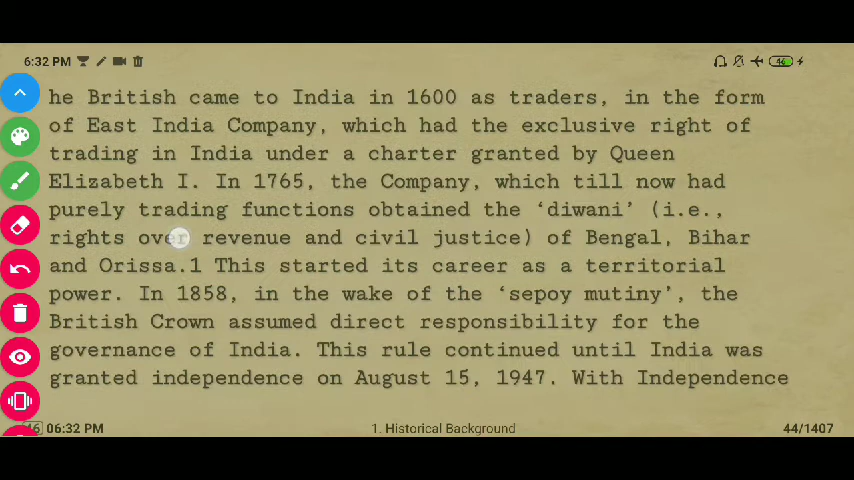 6:32 PM
46
he British came to India in 1600 as traders, in the form
of East India Company, which had the exclusive right of
trading in India under a charter granted by Queen
Elizabeth I. In 1765, the Company, which till now had
purely trading functions obtained the ‘diwani’ (i.e.,
rights over revenue and civil justice) of Bengal, Bihar
and Orissa.1 This started its career as a territorial
power. In 1858, in the wake of the ‘sepoy mutiny’, the
British Crown assumed direct responsibility for the
governance of India. This rule continued until India was
granted independence on August 15, 1947. With Independence
46 06:32 PM 1. Historical Background 44/1407